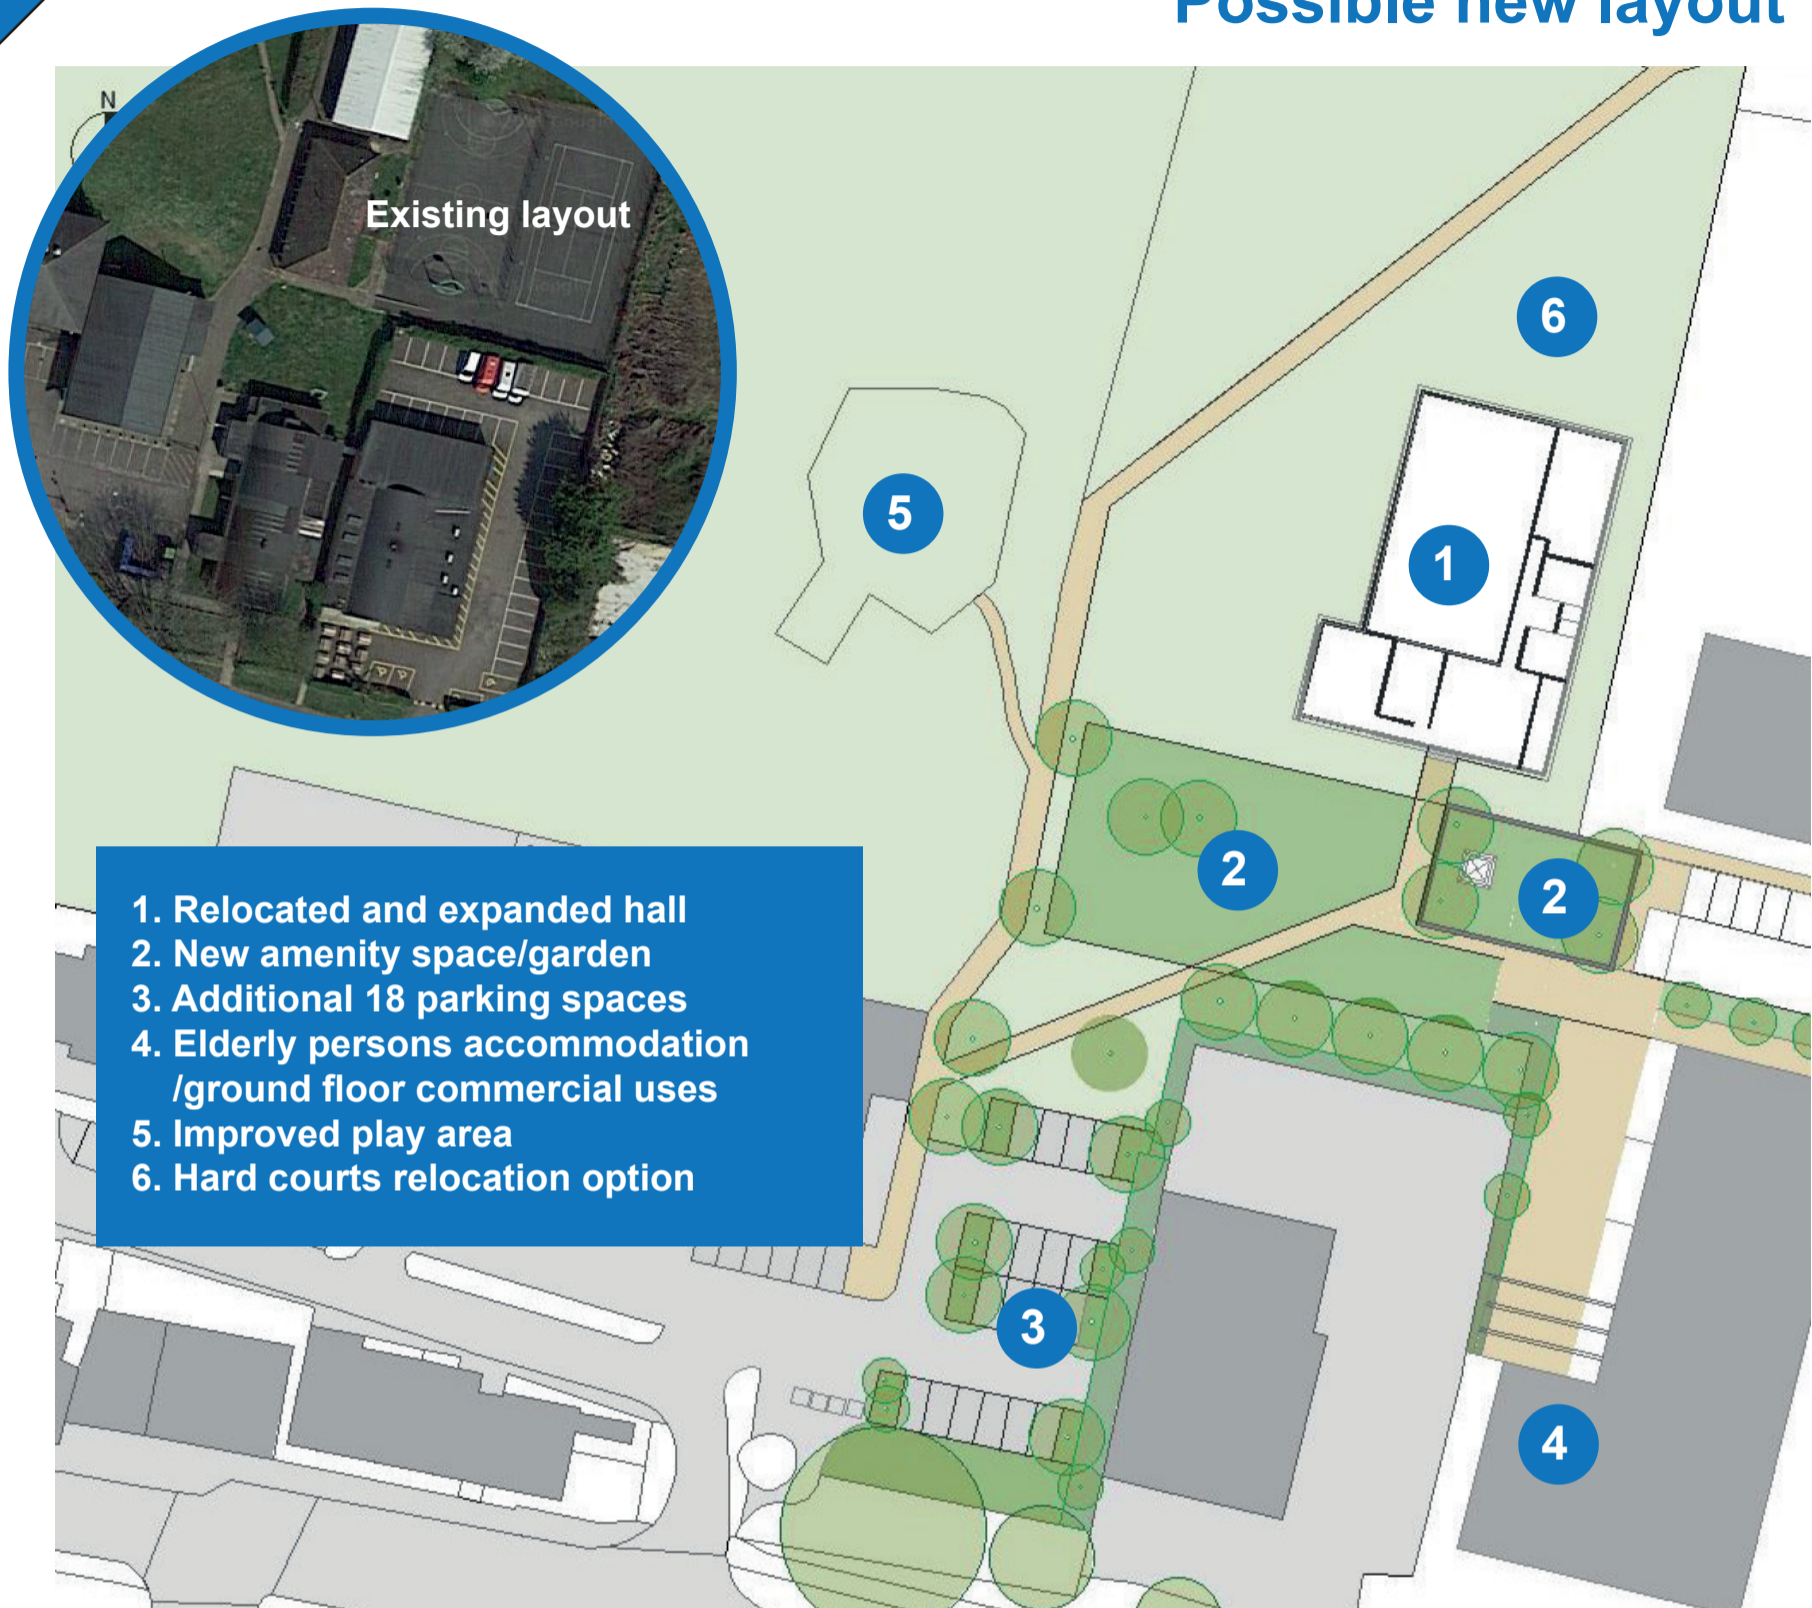 Possible new layout
N
Existing layout
6
5
1
2
2
3
4
1. Relocated and expanded hall
2. New amenity space/garden
3. Additional 18 parking spaces
4. Elderly persons accommodation
/ground floor commercial uses
5. Improved play area
6. Hard courts relocation option